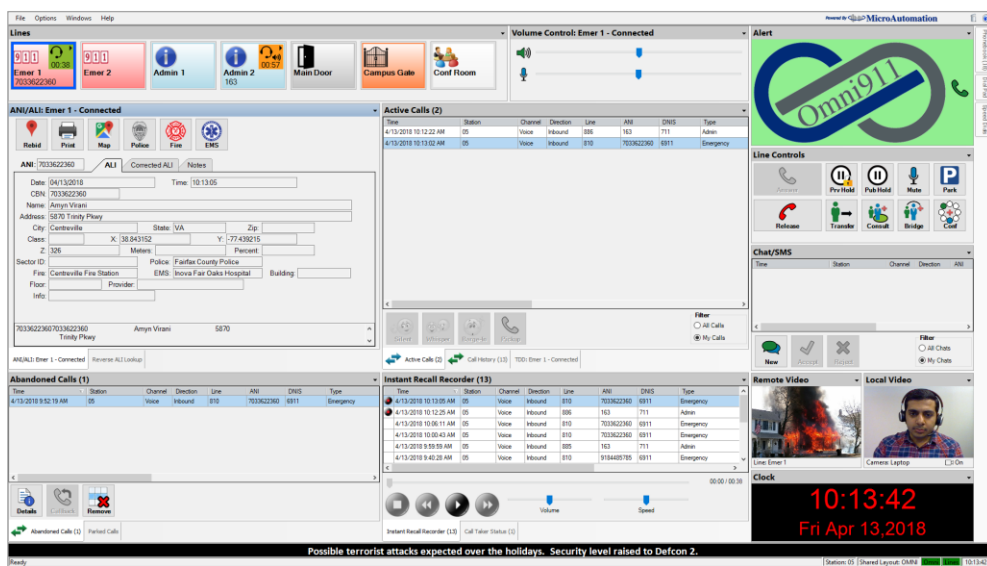 File Options Windows Help
Powered By MicroAutomation
Lines
911 00:38 Emer 1 7033622360
911 Emer 2
Admin 1
00:57 Admin 2 163
Main Door
Campus Gate
Conf Room
Volume Control: Emer 1 - Connected
Alert
Omni911
Phonebook (18)
Dial Pad
Speed Dials
ANI/ALI: Emer 1 - Connected
Rebid Print Map Police Fire EMS
ANI: 7033622360 ALI Corrected ALI Notes
Date: 04/13/2018 Time: 10:13:05
CBN: 7033622360
Name: Amyn Virani
Address: 5870 Trinity Pkwy
City: Centreville State: VA Zip:
Class: X: 38.843152 Y: -77.439215
Z: 326 Meters: Percent:
Sector ID: Police: Fairfax County Police
Fire: Centreville Fire Station EMS: Inova Fair Oaks Hospital Building:
Floor: Provider:
Info:
70336223607033622360 Amyn Virani 5870
Trinity Pkwy
ANI/ALI: Emer 1 - Connected Reverse ALI Lookup
Active Calls (2)
Time Station Channel Direction Line ANI DNIS Type
4/13/2018 10:12:22 AM 05 Voice Inbound 886 163 711 Admin
4/13/2018 10:13:02 AM 05 Voice Inbound 810 7033622360 6911 Emergency
Silent Whisper Barge-In Pickup
Filter
All Calls
My Calls
Active Calls (2) Call History (13) TDD: Emer 1 - Connected
Line Controls
Answer Prv Hold Pub Hold Mute Park
Release Transfer Consult Bridge Conf
Chat/SMS
Time Station Channel Direction ANI
New Accept Reject
Filter
All Chats
My Chats
Abandoned Calls (1)
Time Station Channel Direction Line ANI DNIS Type
4/13/2018 9:52:19 AM 05 Voice Inbound 810 7033622360 6911 Emergency
Details Callback Remove
Abandoned Calls (1) Parked Calls
Instant Recall Recorder (13)
Time Station Channel Direction Line ANI DNIS Type
4/13/2018 10:13:05 AM 05 Voice Inbound 810 7033622360 6911 Emergency
4/13/2018 10:12:25 AM 05 Voice Inbound 886 163 711 Admin
4/13/2018 10:06:11 AM 05 Voice Inbound 810 7033622360 6911 Emergency
4/13/2018 10:00:43 AM 05 Voice Inbound 810 7033622360 6911 Emergency
4/13/2018 9:59:59 AM 05 Voice Inbound 885 163 711 Admin
4/13/2018 9:40:28 AM 05 Voice Inbound 810 9184405785 6911 Emergency
00:00 / 00:38
Volume Speed
Instant Recall Recorder (13) Call Taker Status (1)
Remote Video
Line: Emer 1
Local Video
Camera: Laptop On
Clock
10:13:42
Fri Apr 13,2018
Possible terrorist attacks expected over the holidays. Security level raised to Defcon 2.
Ready Station: 05 Shared Layout: OMNI Omni Lines 10:13:42